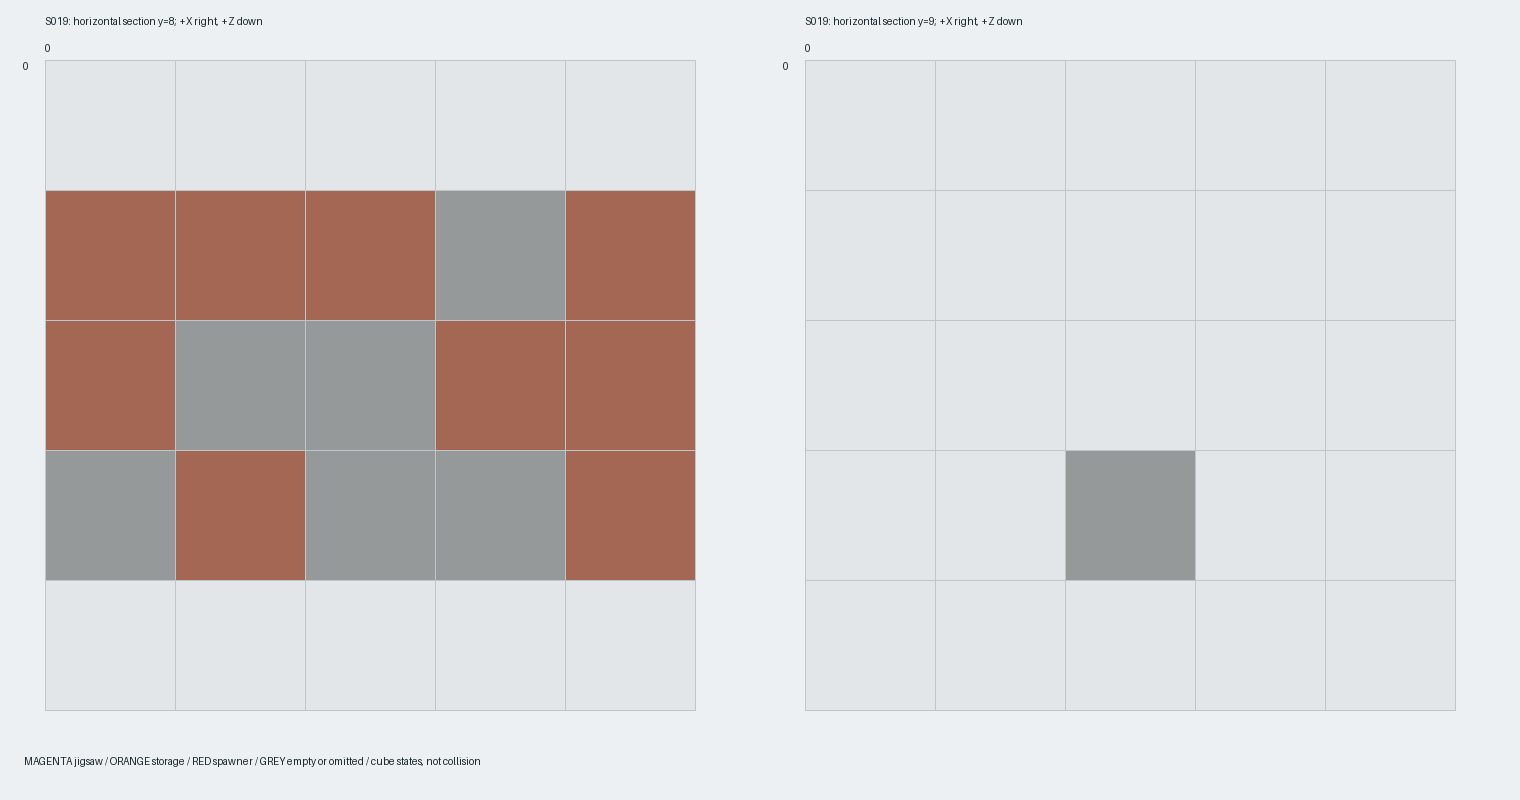 S019: horizontal section y=8; +X right, +Z down
S019: horizontal section y=9; +X right, +Z down
0
0
0
0
MAGENTA jigsaw / ORANGE storage / RED spawner / GREY empty or omitted / cube states, not collision